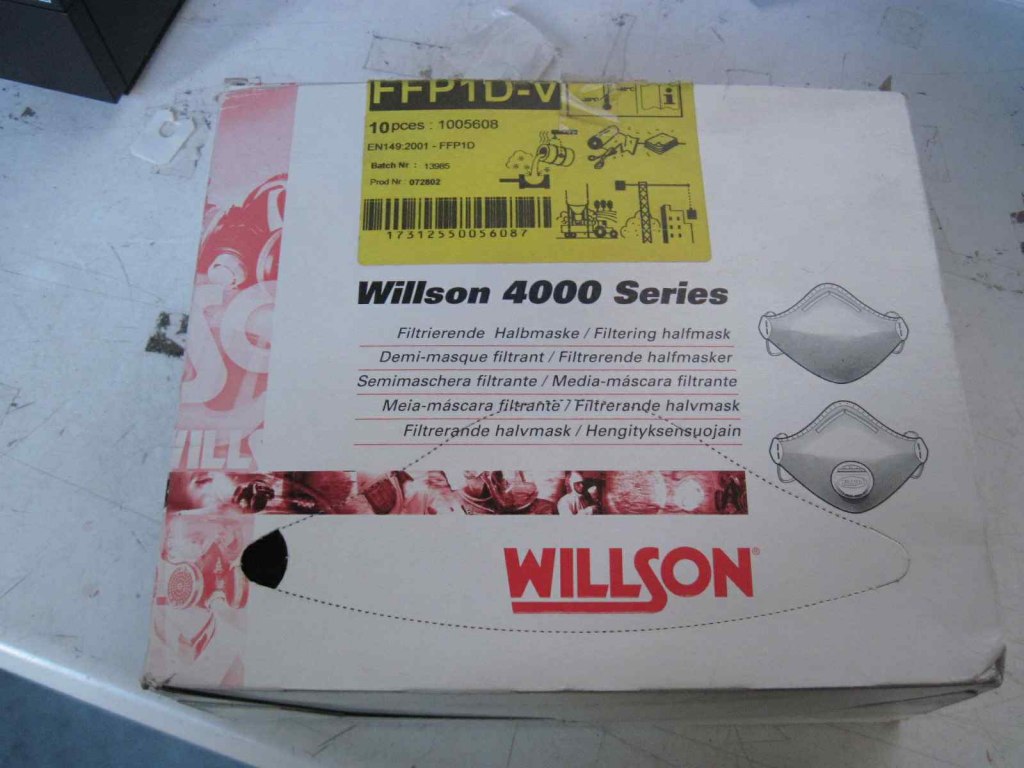 FFP1D-V
10 pces : 1005608
EN149:2001 - FFP1D
Batch Nr : 13985
Prod Nr : 072802
17312550056087
Willson 4000 Series
Filtrierende Halbmaske / Filtering halfmask
Demi-masque filtrant / Filtrerende halfmasker
Semimaschera filtrante / Media-máscara filtrante
Meia-máscara filtrante / Filtrerande halvmask
Filtrerande halvmask / Hengityksensuojain
WILLSON®